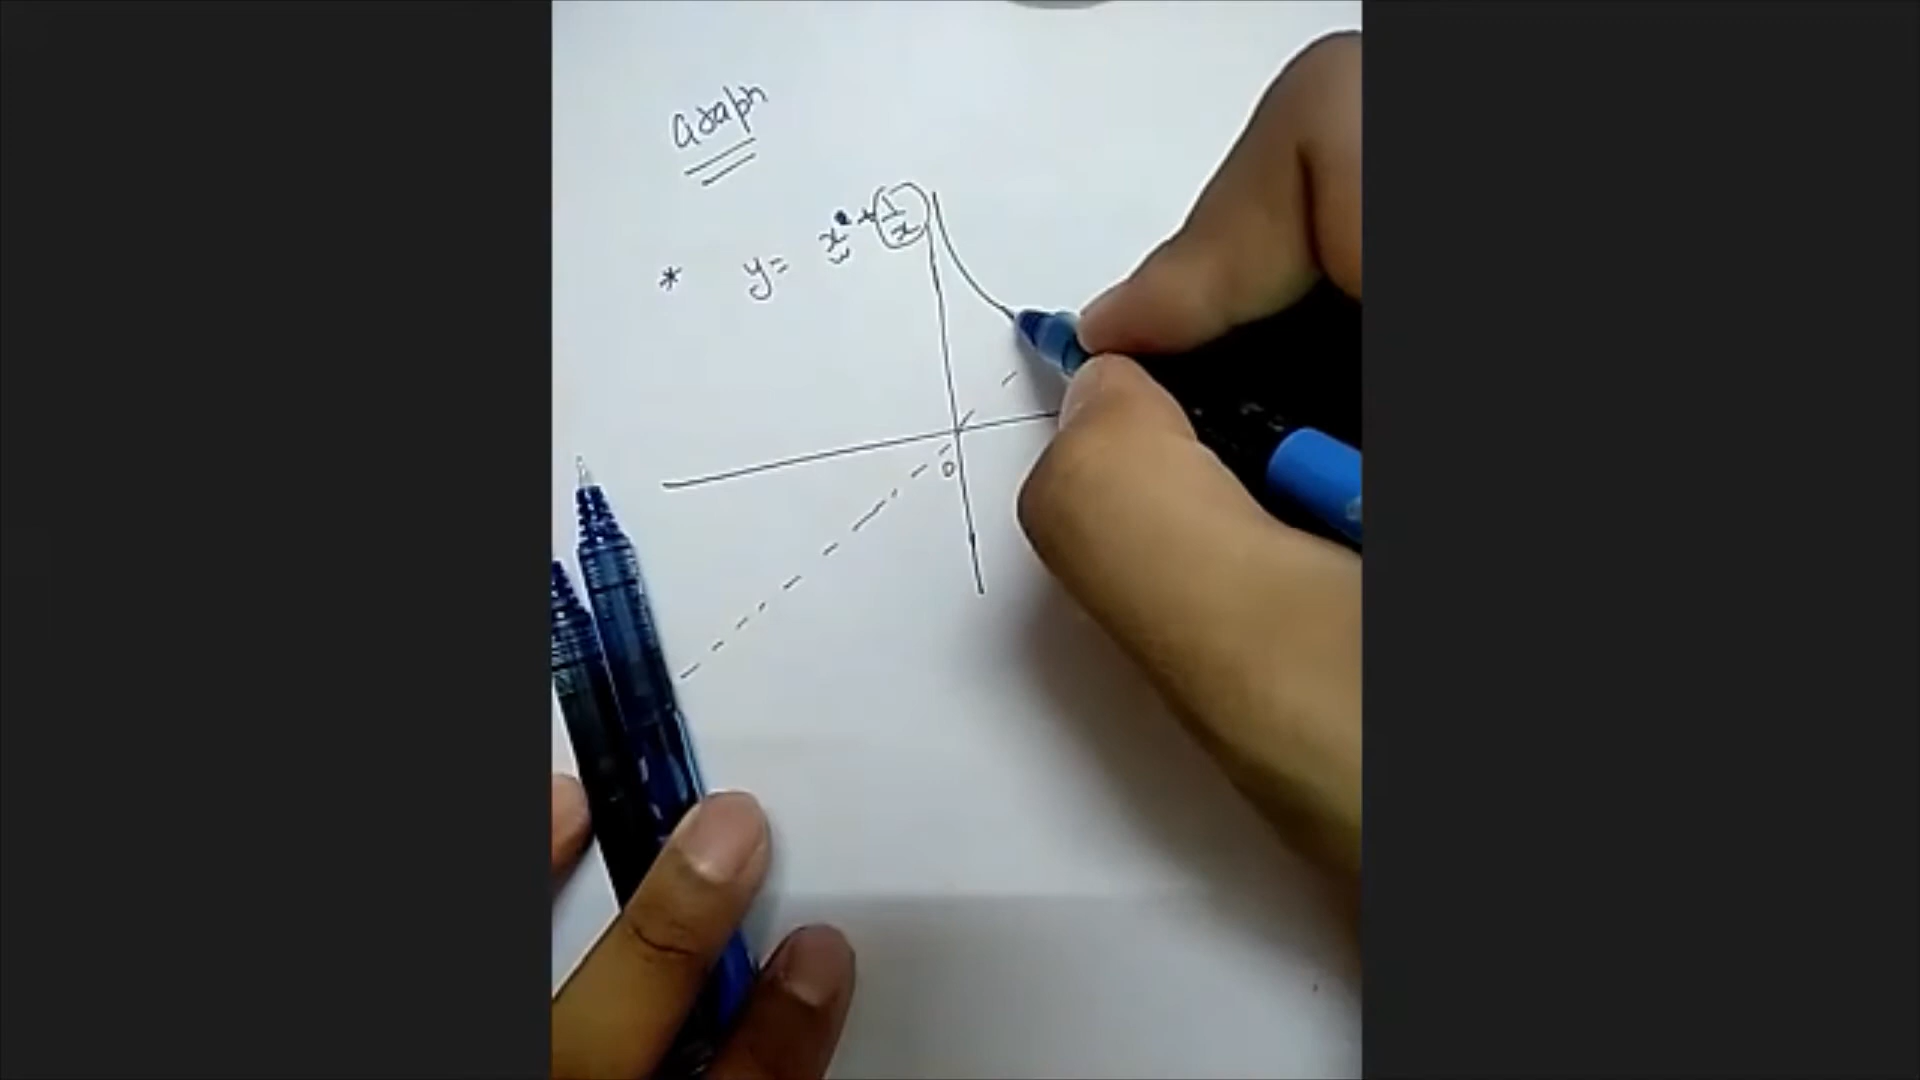 Graph
* y = x + 1/x
0